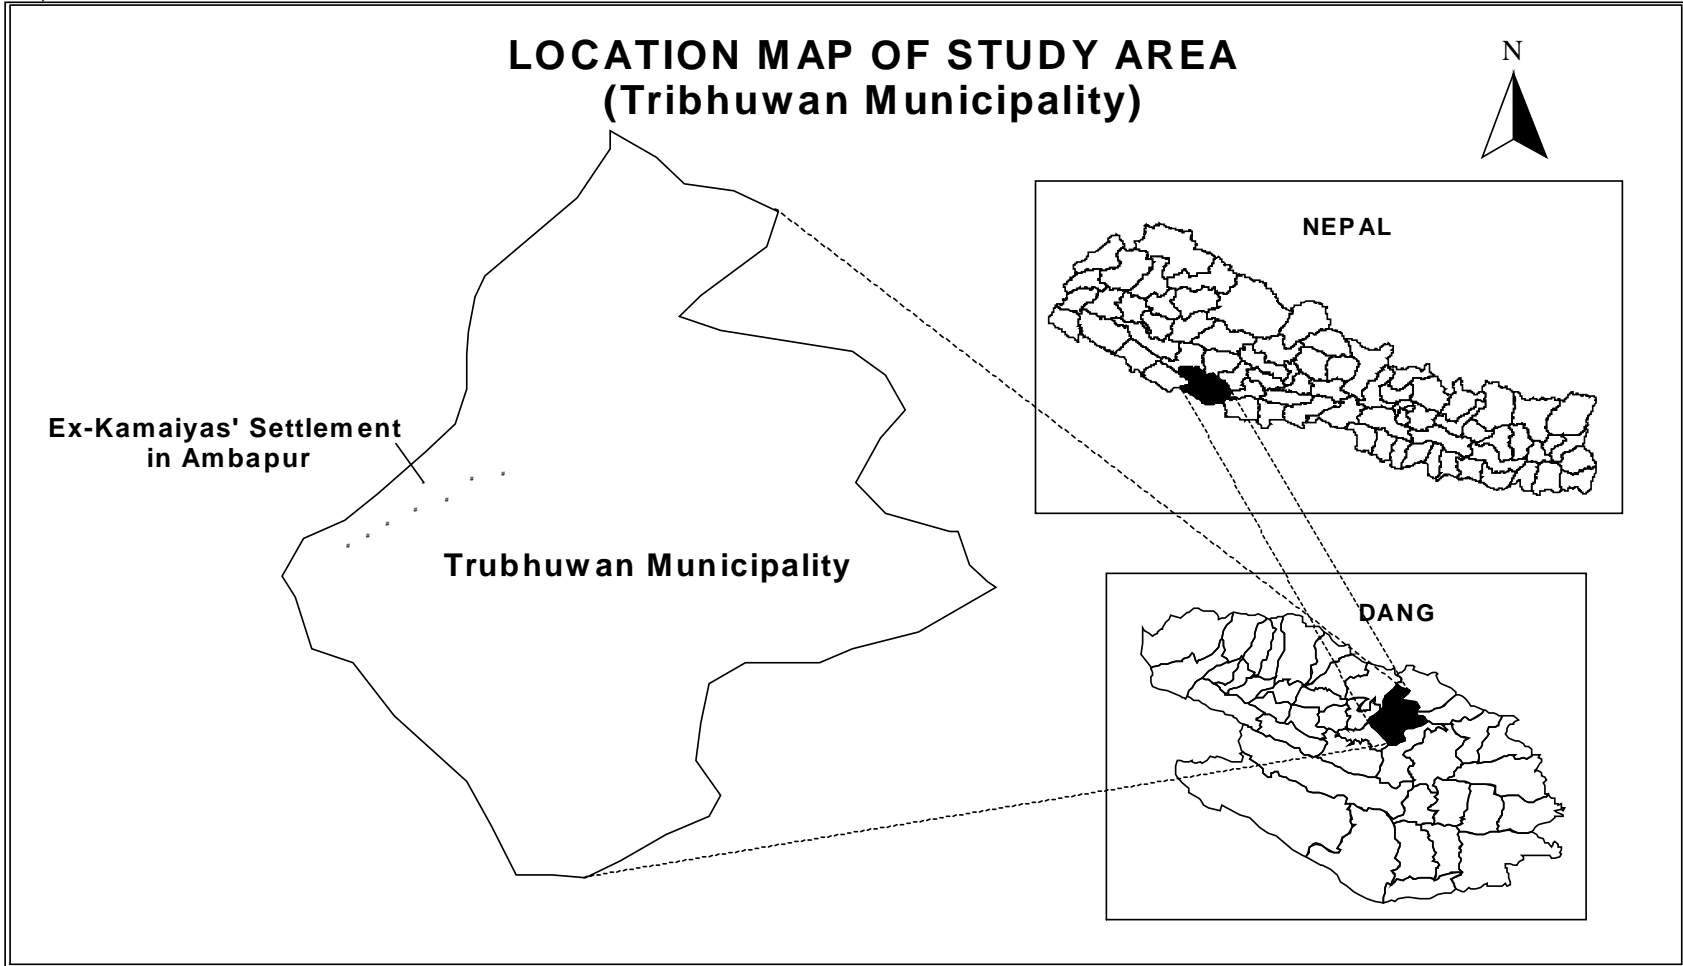 LOCATION MAP OF STUDY AREA
(Tribhuwan Municipality)
N
NEPAL
Ex-Kamaiyas' Settlement
in Ambapur
Trubhuwan Municipality
DANG